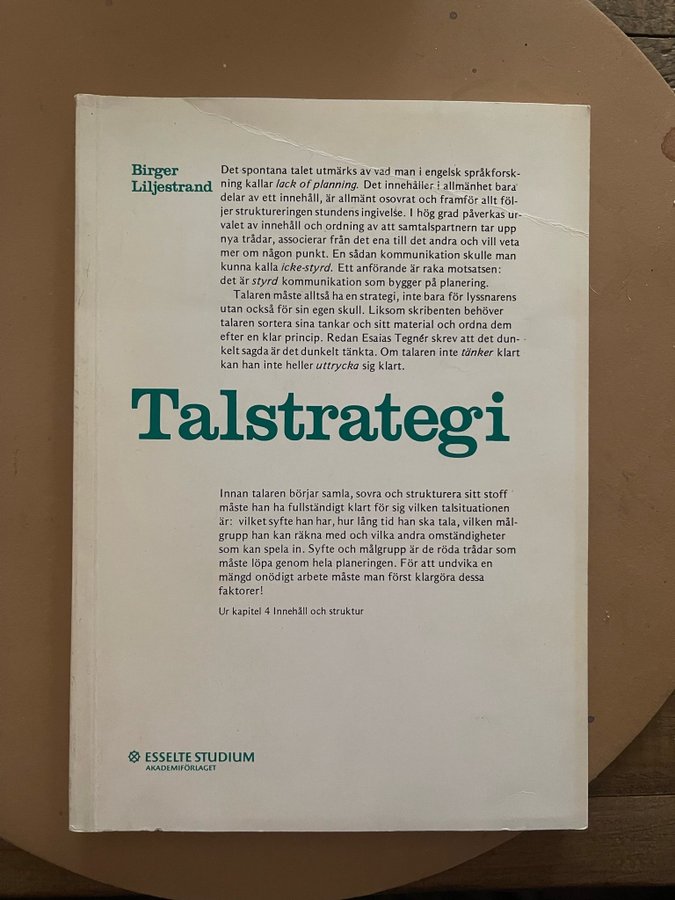 Birger
Liljestrand
Det spontana talet utmärks av vad man i engelsk språkforsk-
ning kallar lack of planning. Det innehåller i allmänhet bara
delar av ett innehåll, är allmänt osovrat och framför allt föl-
jer struktureringen stundens ingivelse. I hög grad påverkas ur-
valet av innehåll och ordning av att samtalspartnern tar upp
nya trådar, associerar från det ena till det andra och vill veta
mer om någon punkt. En sådan kommunikation skulle man
kunna kalla icke-styrd. Ett anförande är raka motsatsen:
det är styrd kommunikation som bygger på planering.
Talaren måste alltså ha en strategi, inte bara för lyssnarens
utan också för sin egen skull. Liksom skribenten behöver
talaren sortera sina tankar och sitt material och ordna dem
efter en klar princip. Redan Esaias Tegnér skrev att det dun-
kelt sagda är det dunkelt tänkta. Om talaren inte tänker klart
kan han inte heller uttrycka sig klart.
Talstrategi
Innan talaren börjar samla, sovra och strukturera sitt stoff
måste han ha fullständigt klart för sig vilken talsituationen
är: vilket syfte han har, hur lång tid han ska tala, vilken mål-
grupp han kan räkna med och vilka andra omständigheter
som kan spela in. Syfte och målgrupp är de röda trådar som
måste löpa genom hela planeringen. För att undvika en
mängd onödigt arbete måste man först klargöra dessa
faktorer!
Ur kapitel 4 Innehåll och struktur
ESSELTE STUDIUM
AKADEMIFÖRLAGET